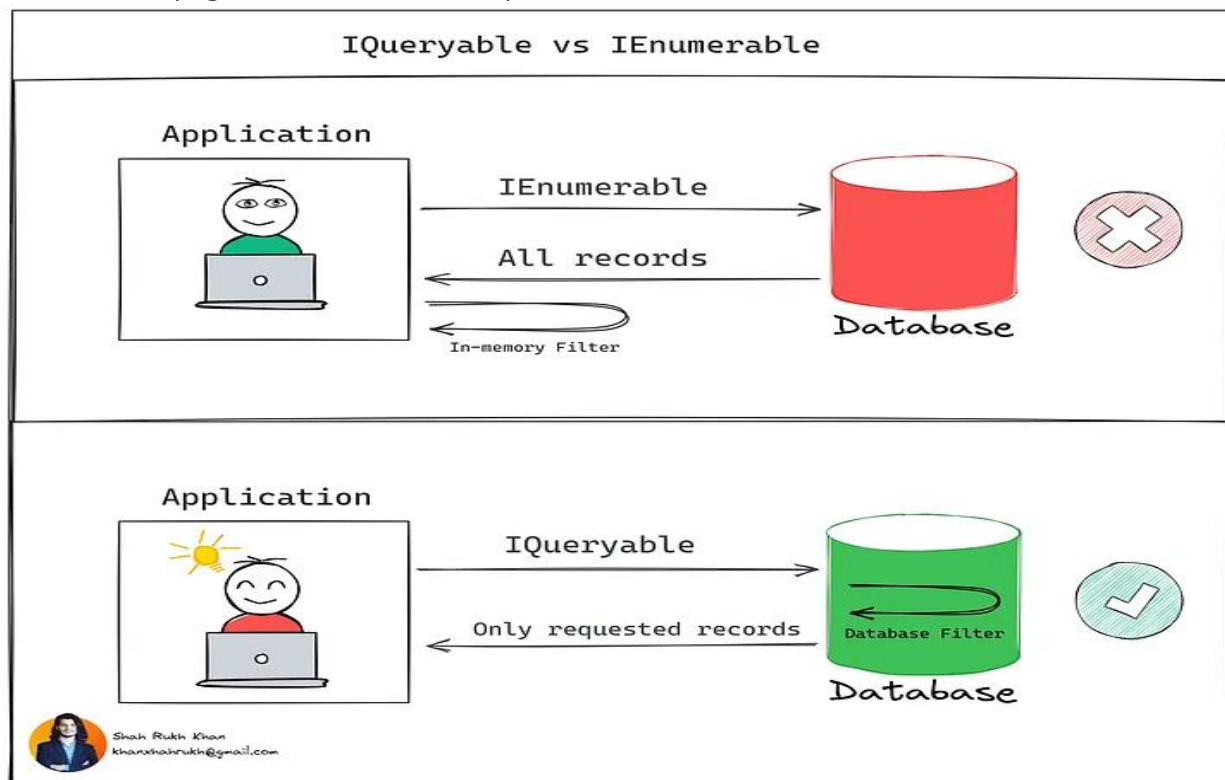 IQueryable vs IEnumerable
Application
IEnumerable
All records
In-memory Filter
Database
Application
IQueryable
Only requested records
Database Filter
Database
Shah Rukh Khan
khanxhahrukh@gmail.com